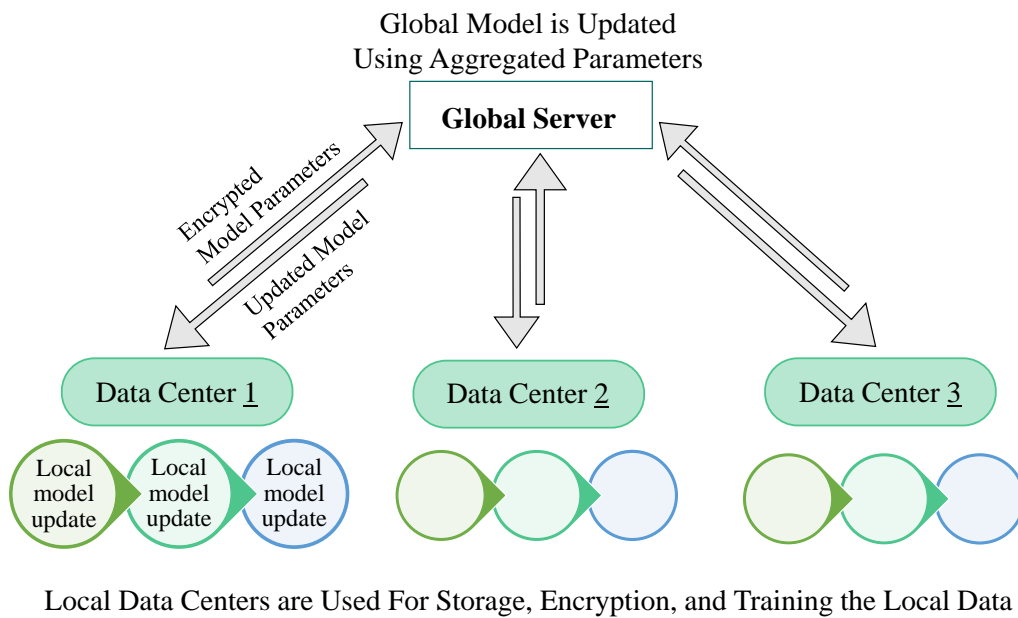 Global Model is Updated
Using Aggregated Parameters
Global Server
Encrypted
Model Parameters
Updated Model
Parameters
Data Center 1
Data Center 2
Data Center 3
Local
model
update
Local
model
update
Local
model
update
Local Data Centers are Used For Storage, Encryption, and Training the Local Data